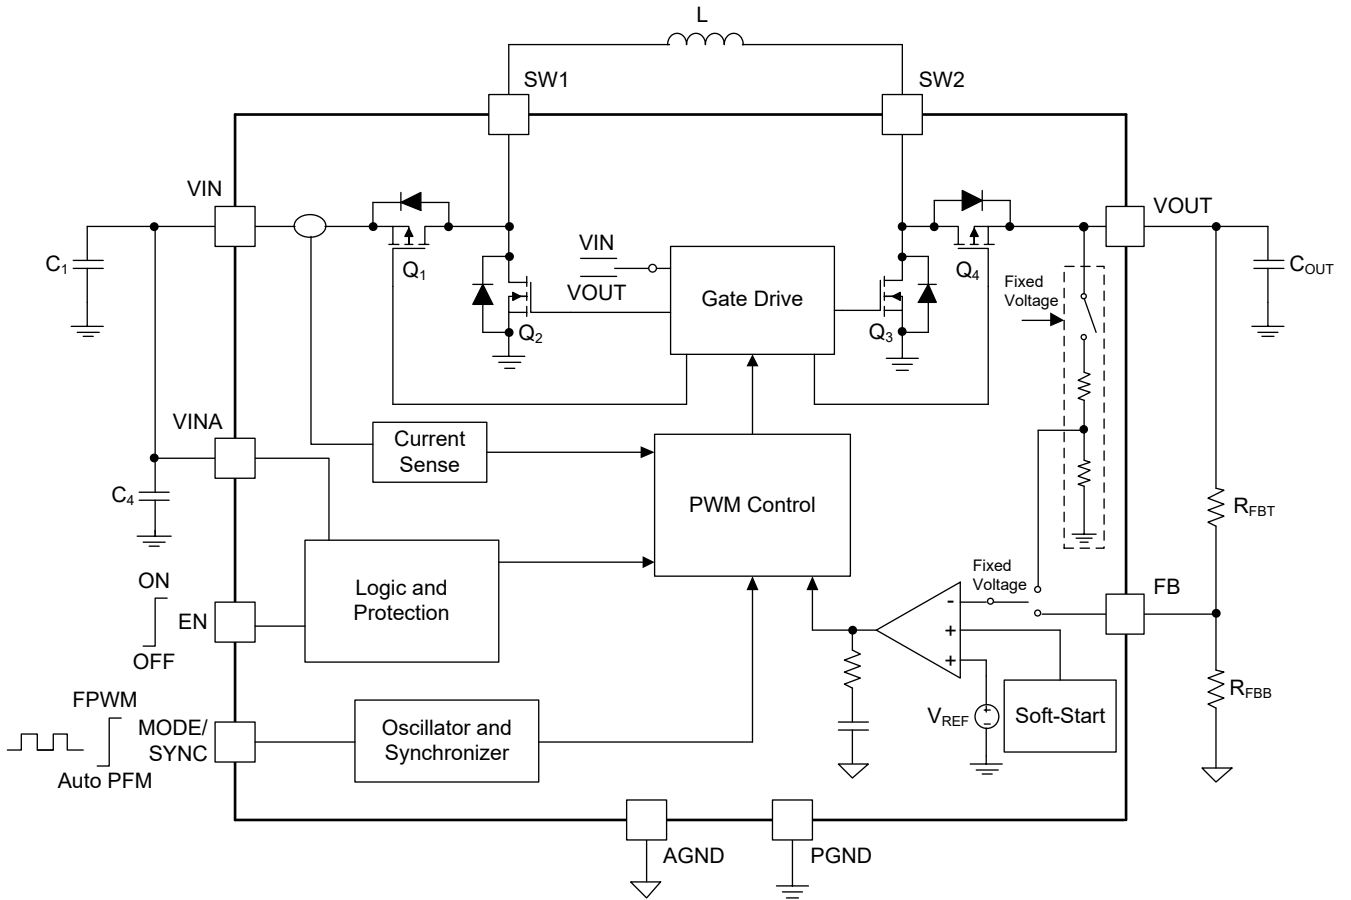 L
SW1
SW2
VIN
VOUT
C1
Q1
VIN
VOUT
Gate Drive
Q4
Fixed
Voltage
COUT
Q2
Q3
VINA
Current
Sense
C4
PWM Control
RFBT
ON
EN
OFF
Logic and
Protection
Fixed
Voltage
FB
-
+
+
RFBB
FPWM
MODE/
SYNC
Auto PFM
Oscillator and
Synchronizer
VREF
Soft-Start
AGND
PGND